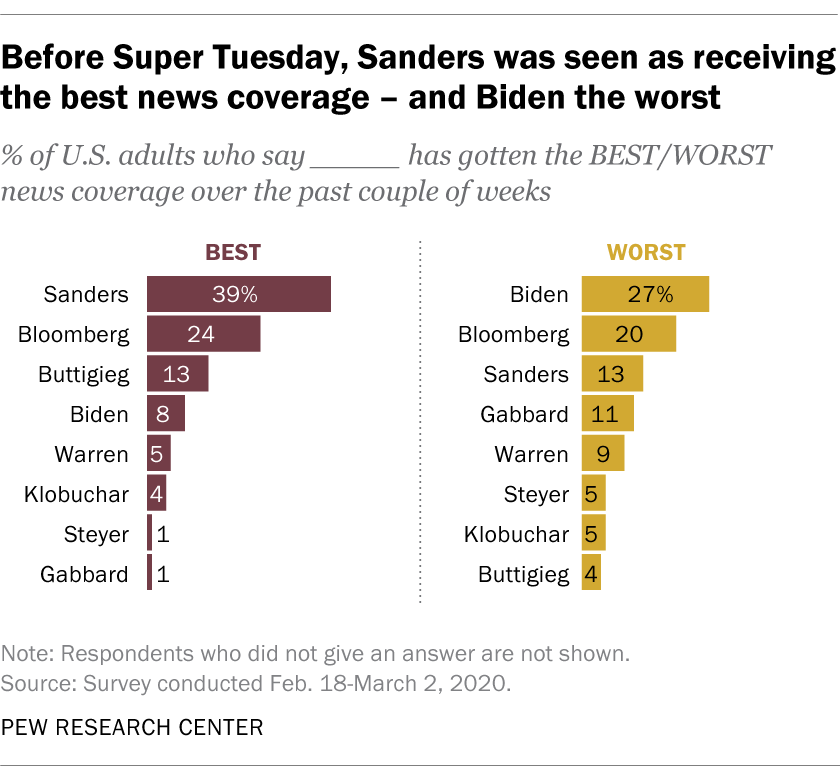 Before Super Tuesday, Sanders was seen as receiving
the best news coverage – and Biden the worst
% of U.S. adults who say _____ has gotten the BEST/WORST
news coverage over the past couple of weeks
BEST
Sanders 39%
Bloomberg 24
Buttigieg 13
Biden 8
Warren 5
Klobuchar 4
Steyer 1
Gabbard 1
WORST
Biden 27%
Bloomberg 20
Sanders 13
Gabbard 11
Warren 9
Steyer 5
Klobuchar 5
Buttigieg 4
Note: Respondents who did not give an answer are not shown.
Source: Survey conducted Feb. 18-March 2, 2020.
PEW RESEARCH CENTER